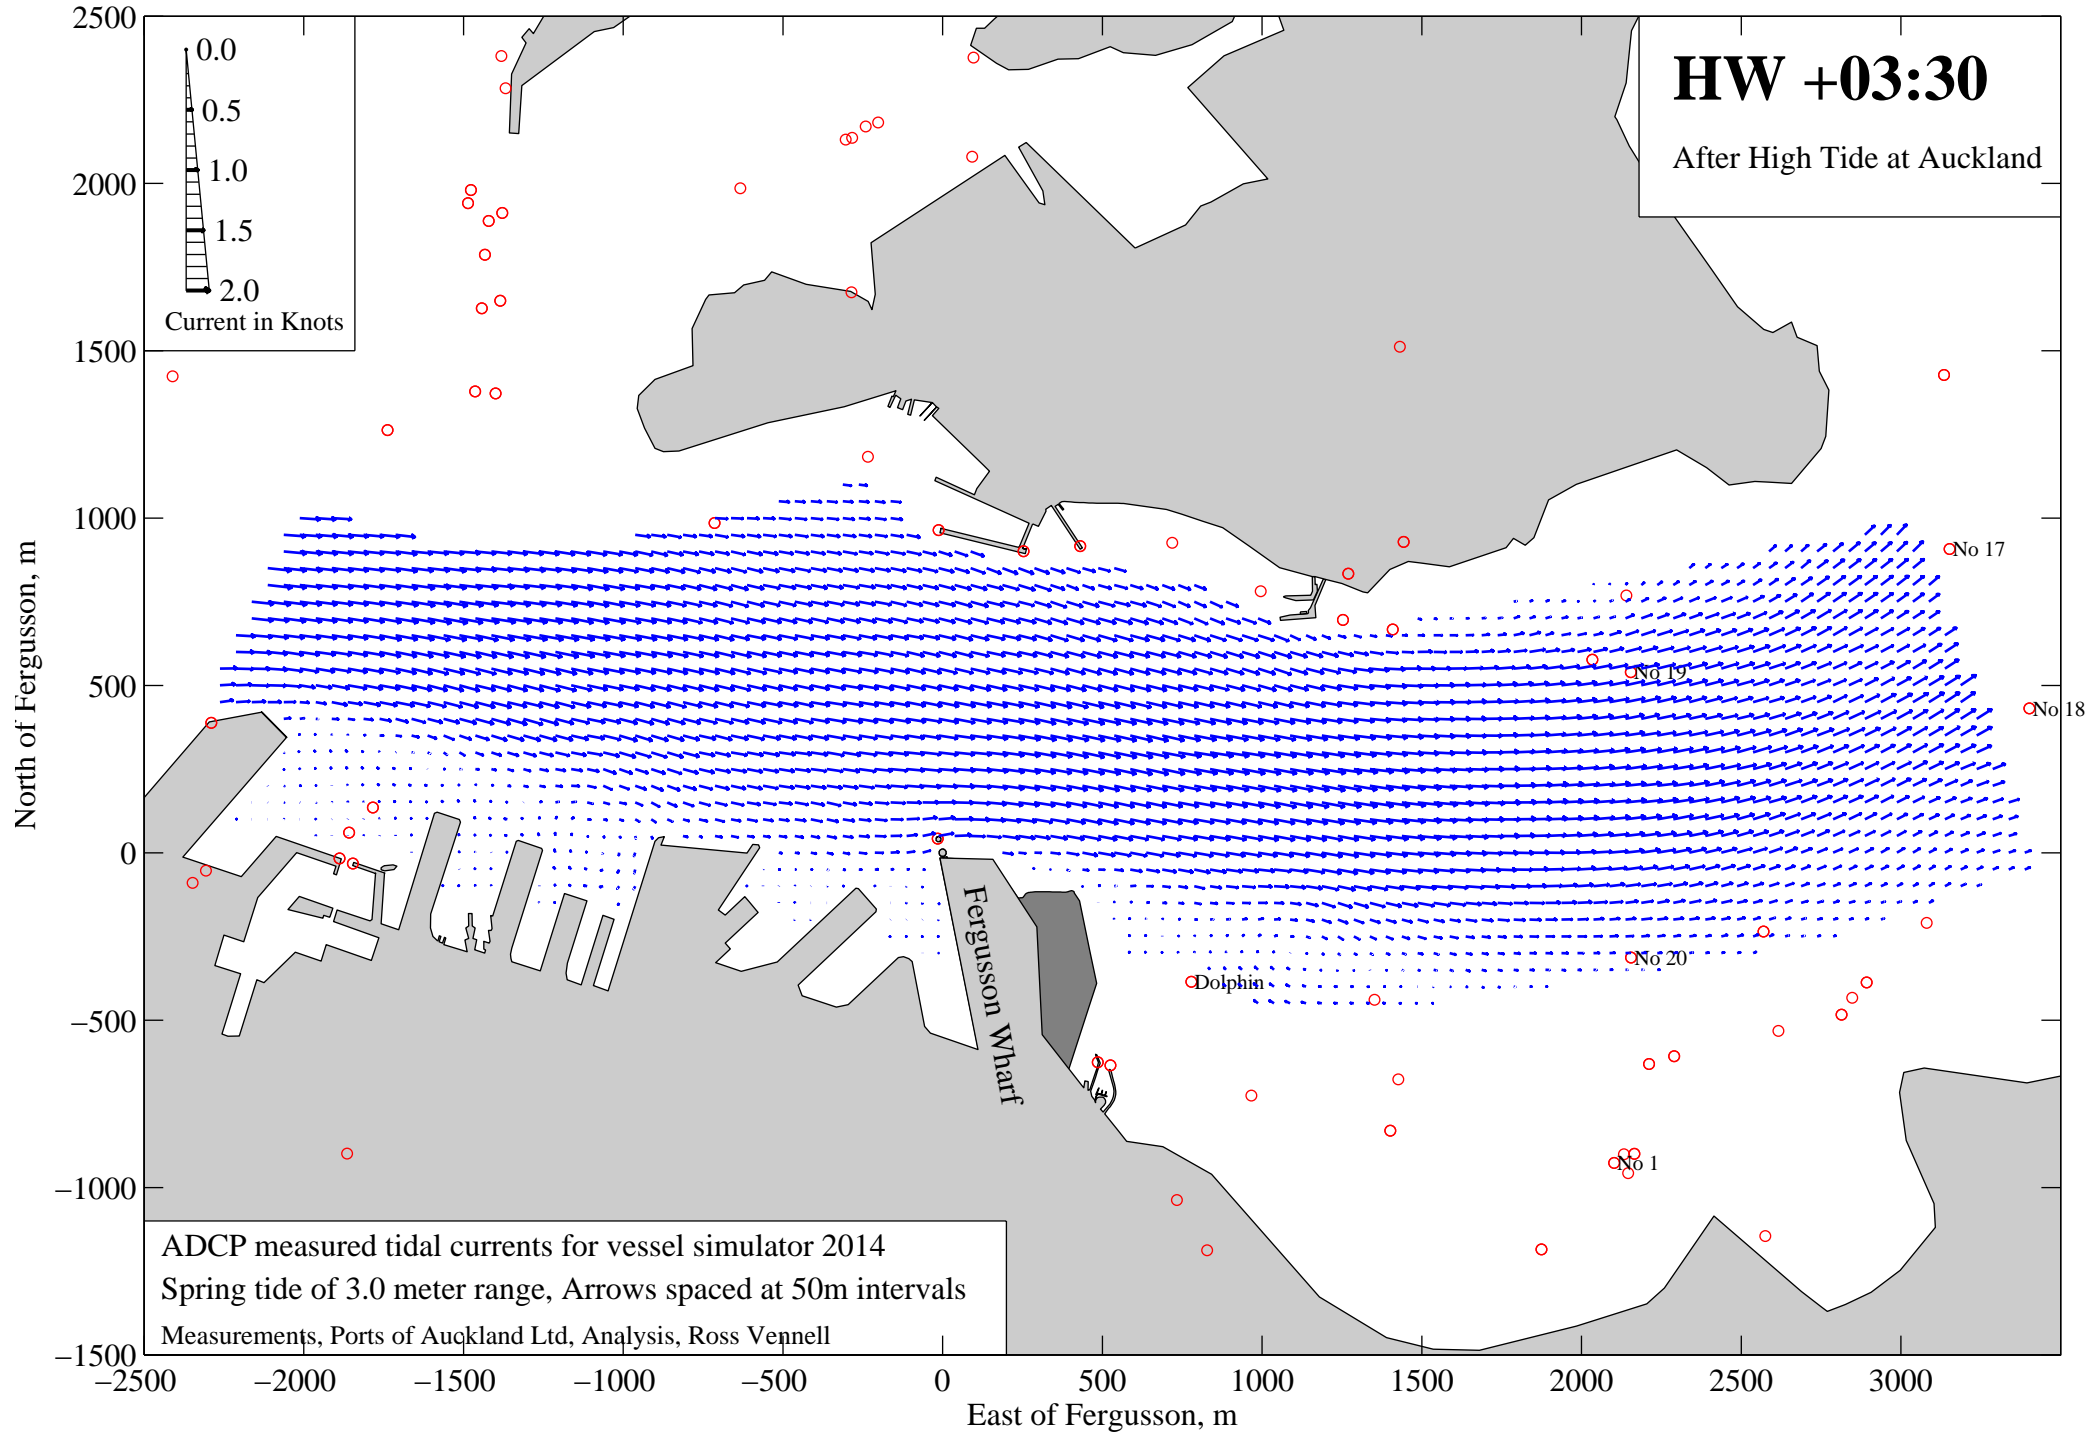 HW +03:30
After High Tide at Auckland
0.0
0.5
1.0
1.5
2.0
Current in Knots
2500
2000
1500
1000
500
0
−500
−1000
−1500
North of Fergusson, m
No 17
No 19
No 18
No 20
Dolphin
No 1
Fergusson Wharf
ADCP measured tidal currents for vessel simulator 2014
Spring tide of 3.0 meter range, Arrows spaced at 50m intervals
Measurements, Ports of Auckland Ltd, Analysis, Ross Vennell
−2500 −2000 −1500 −1000 −500 0 500 1000 1500 2000 2500 3000
East of Fergusson, m